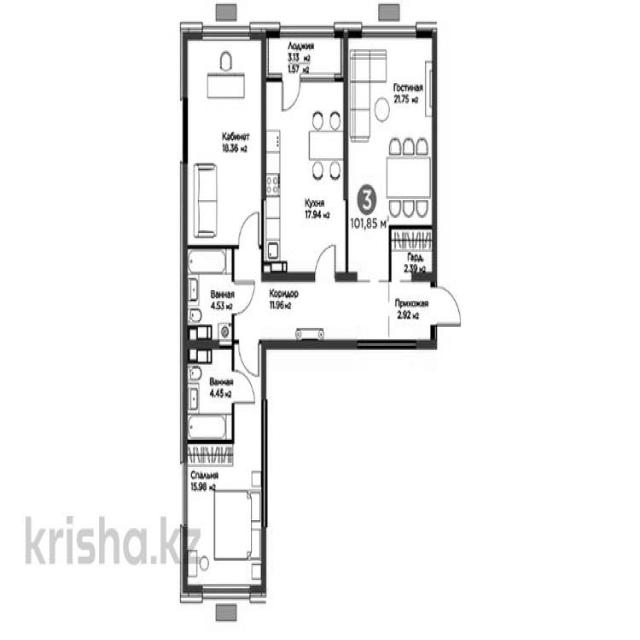 Лоджия
3.13 м2
1.57 м2
Гостиная
21.75 м2
Кабинет
18.36 м2
Кухня
17.94 м2
3
101,85 м2
Гард.
2.39 м2
Ванная
4.53 м2
Коридор
11.96 м2
Прихожая
2.92 м2
Ванная
4.45 м2
Спальня
15.98 м2
krisha.kz